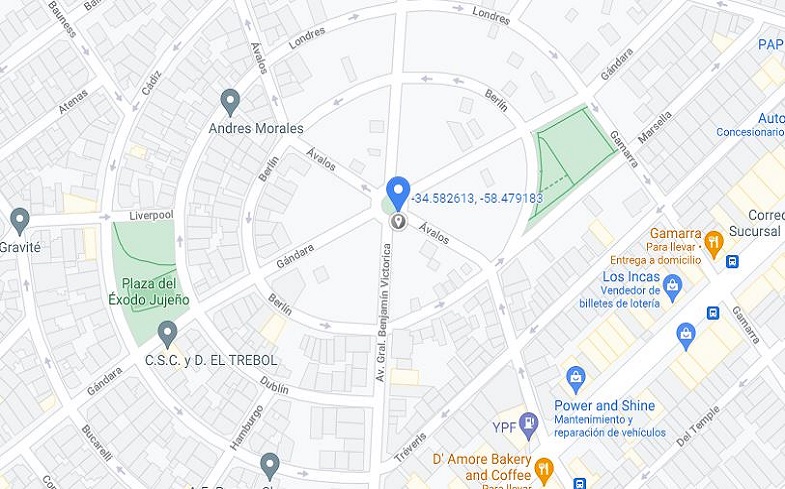 Londres
Londres
Bauness
Ávalos
Cádiz
Gándara
PAP
Atenas
Berlín
Marsella
Auto
Concesionario
Andres Morales
Gamarra
Ávalos
Berlín
-34.582613, -58.479183
Liverpool
Gravité
Ávalos
Gamarra
Para llevar •
Entrega a domicilio
Correo
Sucursal
Gándara
Av. Gral. Benjamín Victorica
Plaza del
Éxodo Jujeño
Los Incas
Vendedor de
billetes de lotería
Berlín
Gamarra
C.S.C. y D. EL TREBOL
Gándara
Dublín
Power and Shine
Mantenimiento y
reparación de vehículos
Hamburgo
YPF
Del Temple
Bucarelli
Tréveris
D' Amore Bakery
and Coffee
Para llevar